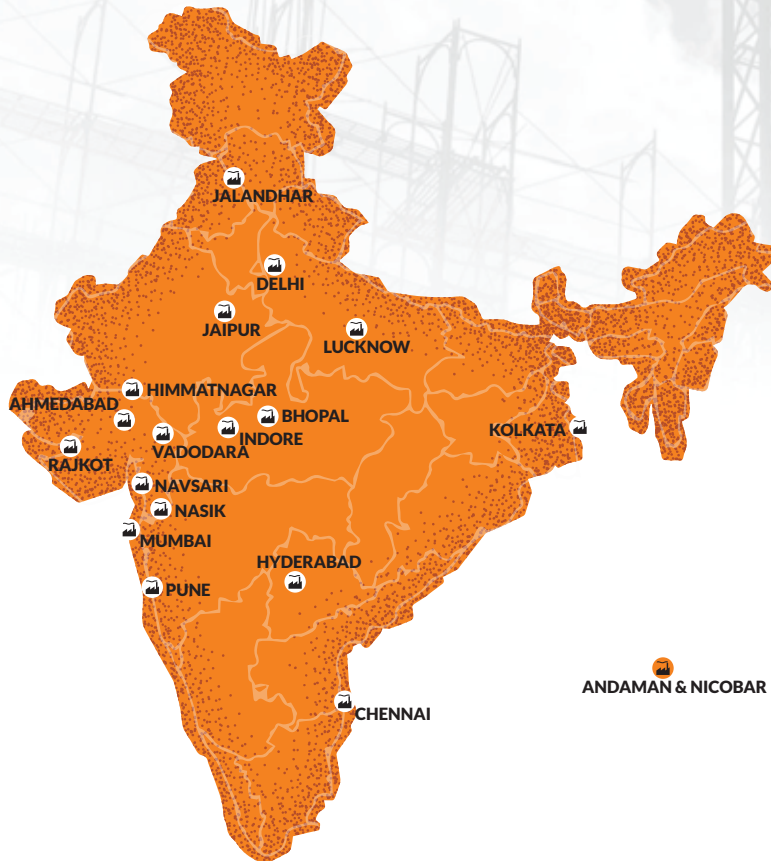 JALANDHAR
DELHI
JAIPUR
LUCKNOW
HIMMATNAGAR
AHMEDABAD
BHOPAL
KOLKATA
INDORE
VADODARA
RAJKOT
NAVSARI
NASIK
MUMBAI
HYDERABAD
PUNE
ANDAMAN & NICOBAR
CHENNAI